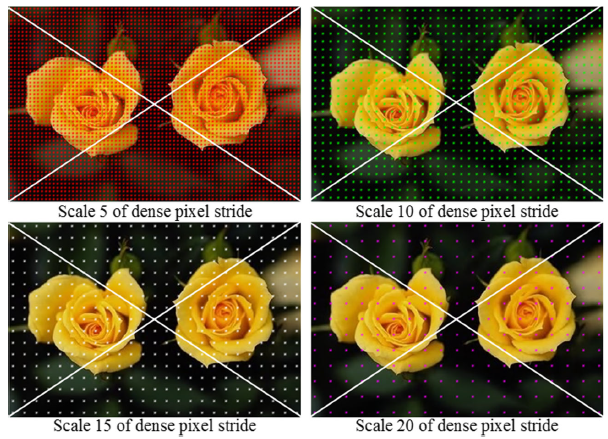 Scale 5 of dense pixel stride
Scale 10 of dense pixel stride
Scale 15 of dense pixel stride
Scale 20 of dense pixel stride